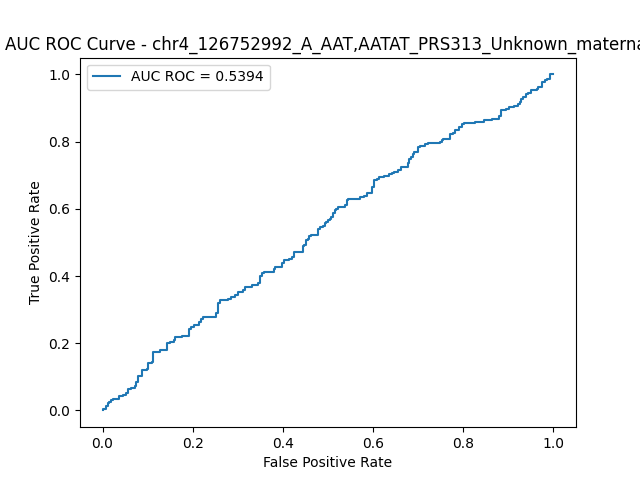 AUC ROC Curve - chr4_126752992_A_AAT,AATAT_PRS313_Unknown_materna
AUC ROC = 0.5394
1.0
0.8
0.6
0.4
0.2
0.0
True Positive Rate
0.0 0.2 0.4 0.6 0.8 1.0
False Positive Rate